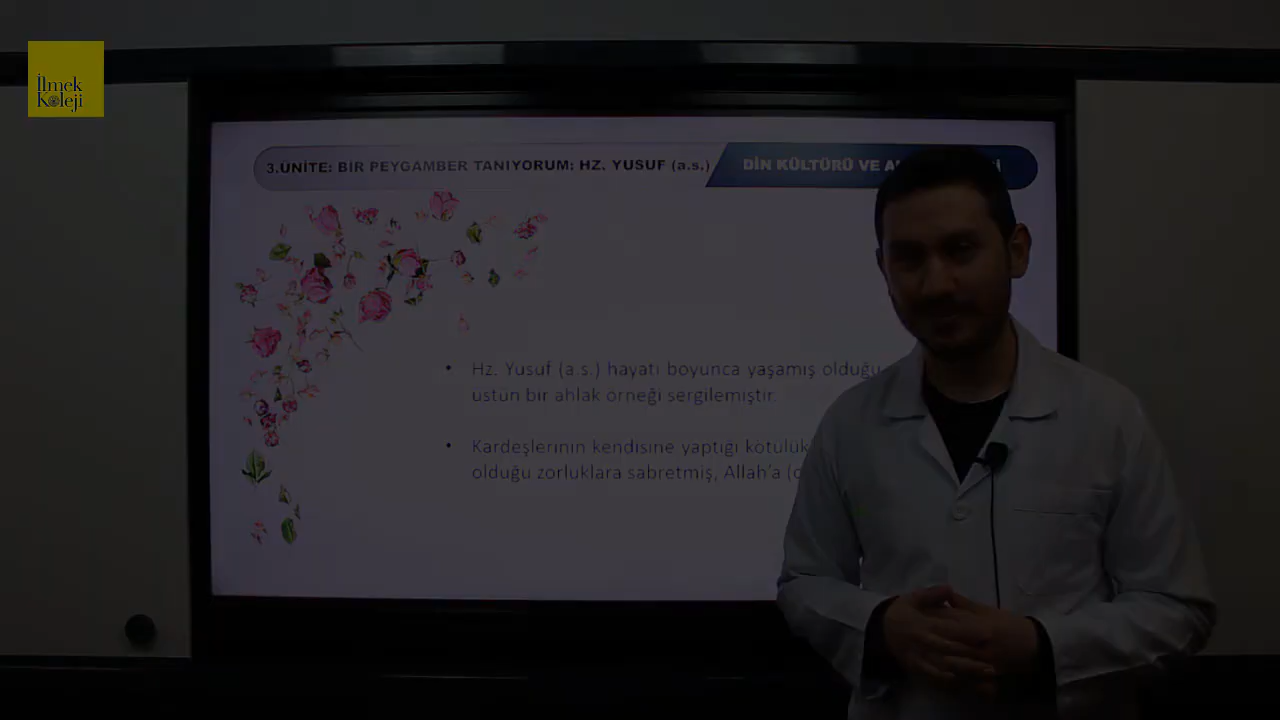 İlmek
Koleji
3.ÜNİTE: BİR PEYGAMBER TANIYORUM: HZ. YUSUF (a.s.)
DİN KÜLTÜRÜ VE
• Hz. Yusuf (a.s.) hayatı boyunca yaşamış olduğu
üstün bir ahlak örneği sergilemiştir.
• Kardeşlerinin kendisine yaptığı kötülük
olduğu zorluklara sabretmiş, Allah'a